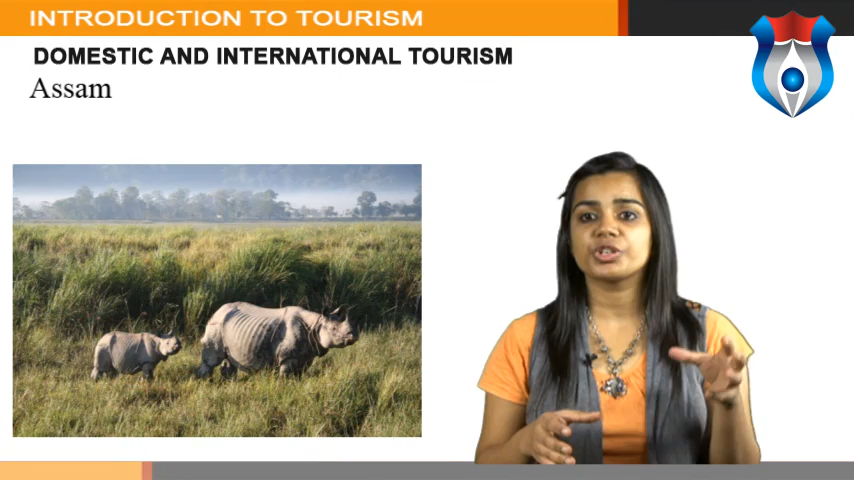 INTRODUCTION TO TOURISM
DOMESTIC AND INTERNATIONAL TOURISM
Assam